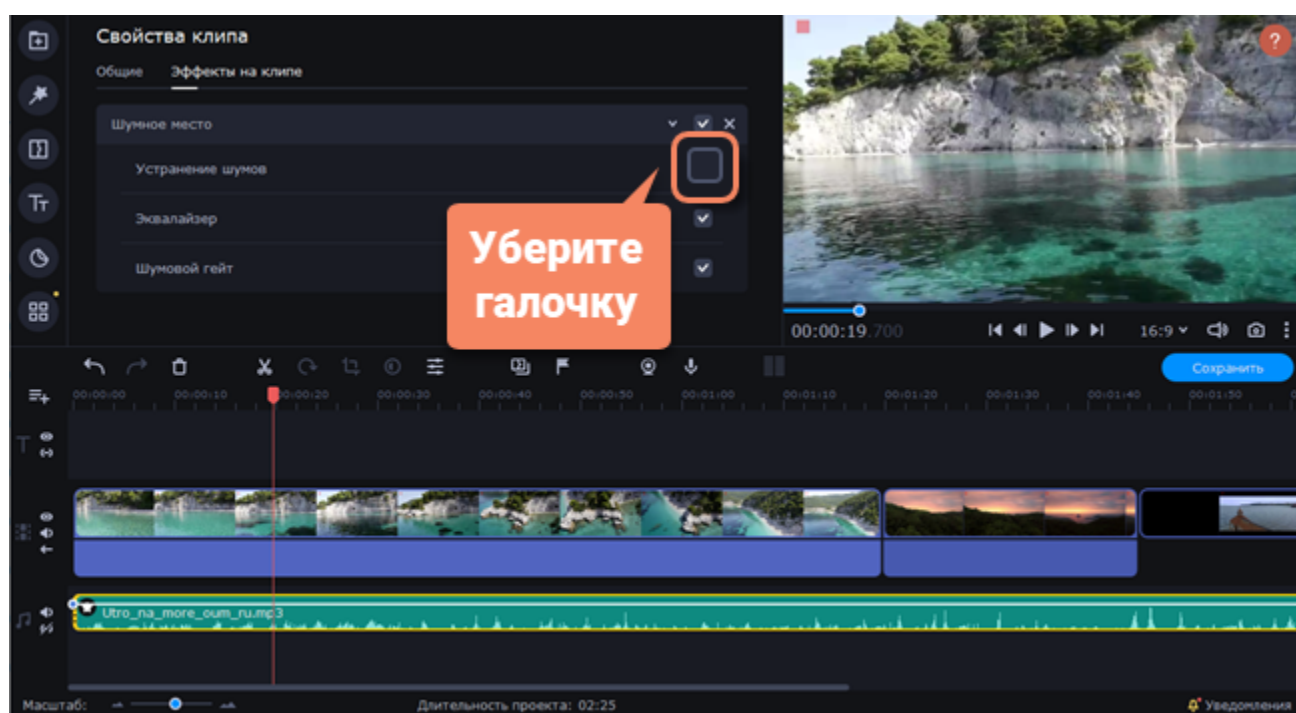 Свойства клипа
Общие Эффекты на клипе
Шумное место
Устранение шумов
Эквалайзер
Шумовой гейт
Уберите
галочку
?
00:00:19.700
16:9
Сохранить
00:00:00 00:00:10 00:00:20 00:00:30 00:00:40 00:00:50 00:01:00 00:01:10 00:01:20 00:01:30 00:01:40 00:01:50
Utro_na_more_oum_ru.mp3
Масштаб:
Длительность проекта: 02:25
Уведомления